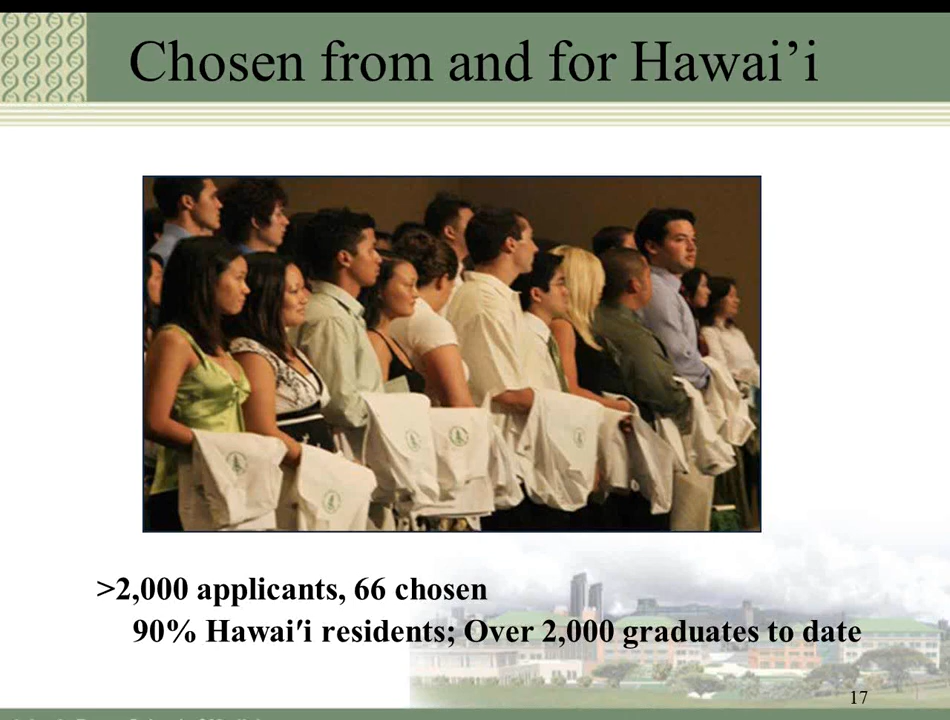 Chosen from and for Hawai’i
>2,000 applicants, 66 chosen
90% Hawai′i residents; Over 2,000 graduates to date
17